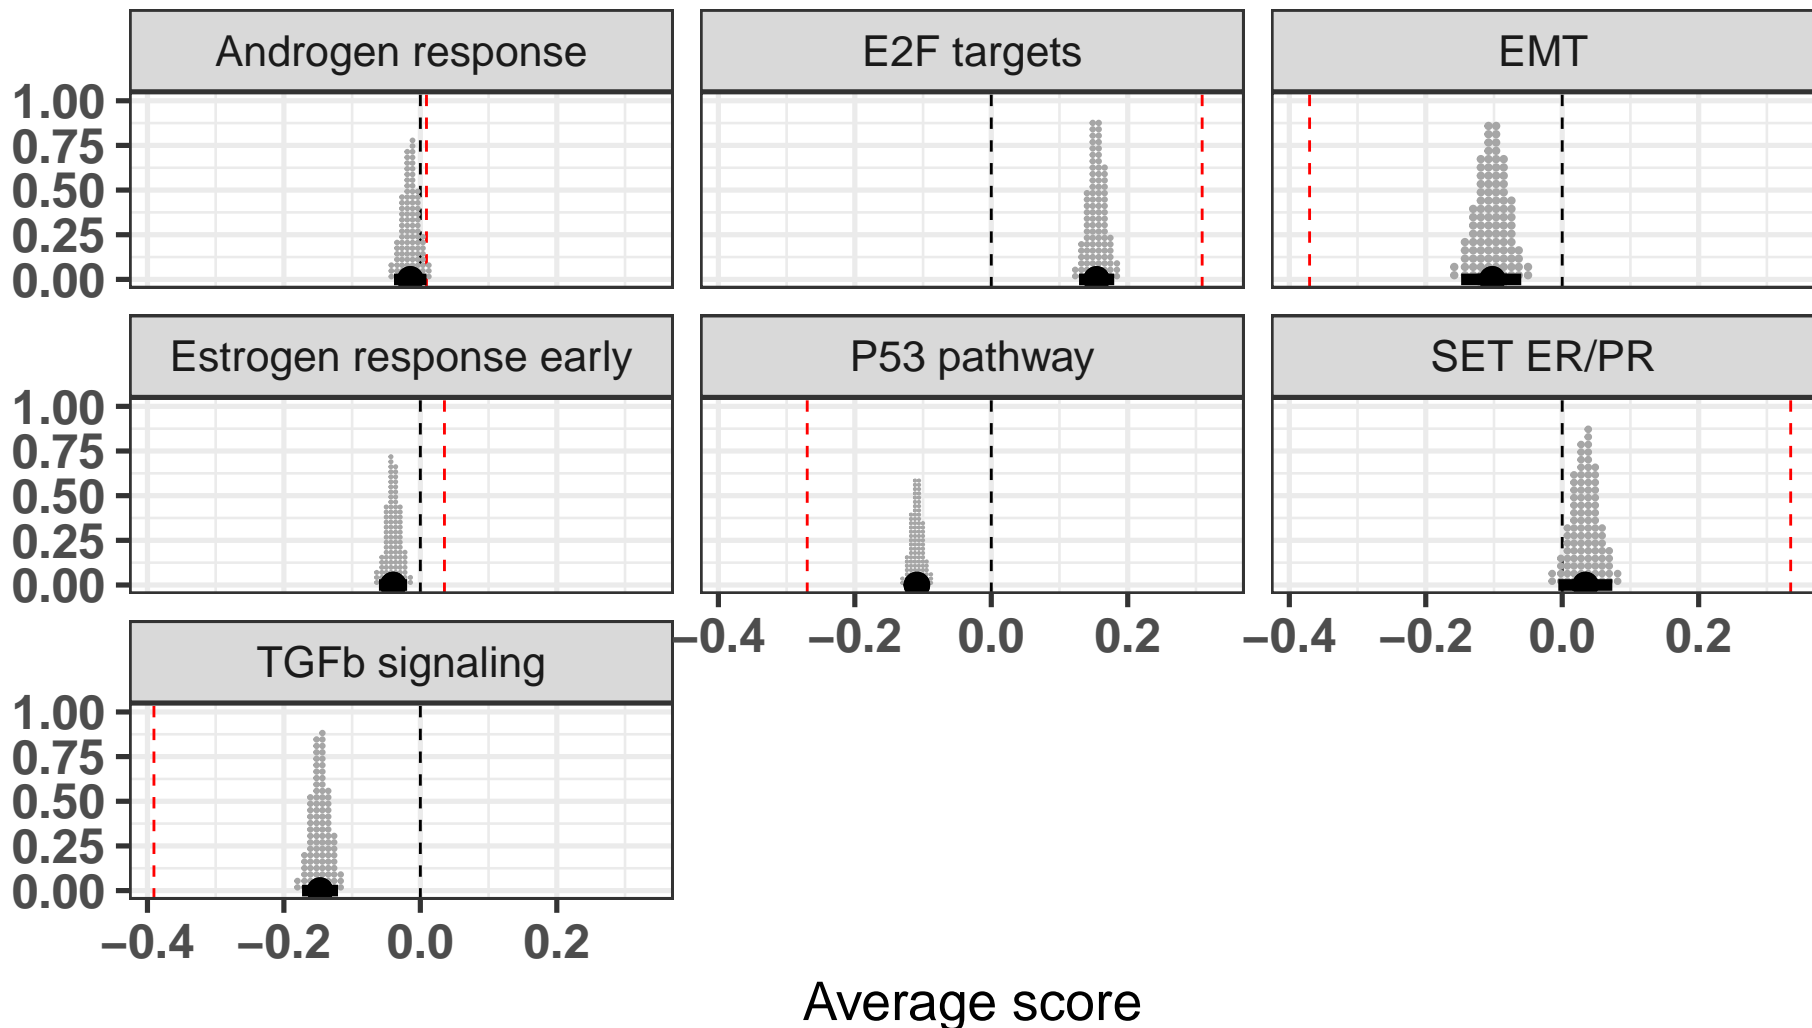 Androgen response
E2F targets
EMT
1.00
0.75
0.50
0.25
0.00
Estrogen response early
P53 pathway
SET ER/PR
1.00
0.75
0.50
0.25
0.00
−0.4 −0.2 0.0 0.2
−0.4 −0.2 0.0 0.2
TGFb signaling
1.00
0.75
0.50
0.25
0.00
−0.4 −0.2 0.0 0.2
Average score